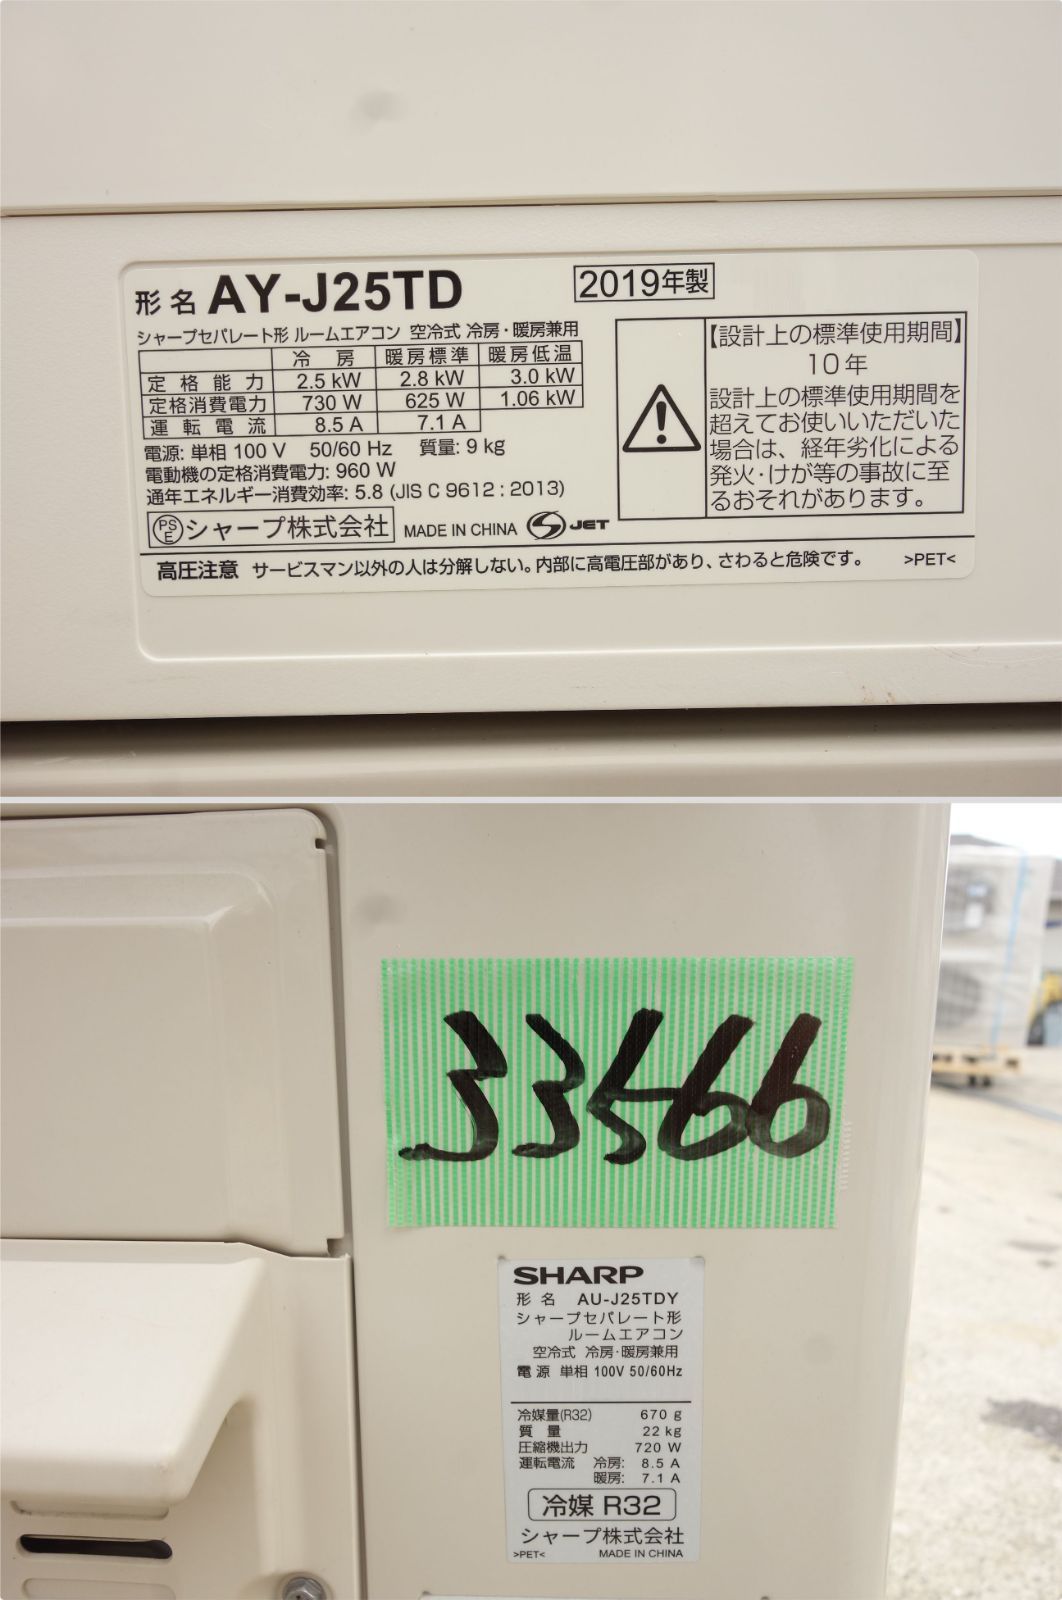 形名 AY-J25TD
2019年製
シャープセパレート形 ルームエアコン 空冷式 冷房・暖房兼用
冷房 暖房標準 暖房低温
定格能力 2.5 kW 2.8 kW 3.0 kW
定格消費電力 730 W 625 W 1.06 kW
運転電流 8.5 A 7.1 A
電源: 単相 100 V 50/60 Hz 質量: 9 kg
電動機の定格消費電力: 960 W
通年エネルギー消費効率: 5.8 (JIS C 9612 : 2013)
PSE シャープ株式会社 MADE IN CHINA S JET
【設計上の標準使用期間】
10年
設計上の標準使用期間を
超えてお使いいただいた
場合は、経年劣化による
発火・けが等の事故に至
るおそれがあります。
高圧注意 サービスマン以外の人は分解しない。内部に高電圧部があり、さわると危険です。 >PET<
33566
SHARP
形名 AU-J25TDY
シャープセパレート形
ルームエアコン
空冷式 冷房・暖房兼用
電源 単相 100V 50/60Hz
冷媒量(R32) 670 g
質量 22 kg
圧縮機出力 720 W
運転電流 冷房: 8.5 A
暖房: 7.1 A
冷媒 R32
シャープ株式会社
>PET< MADE IN CHINA